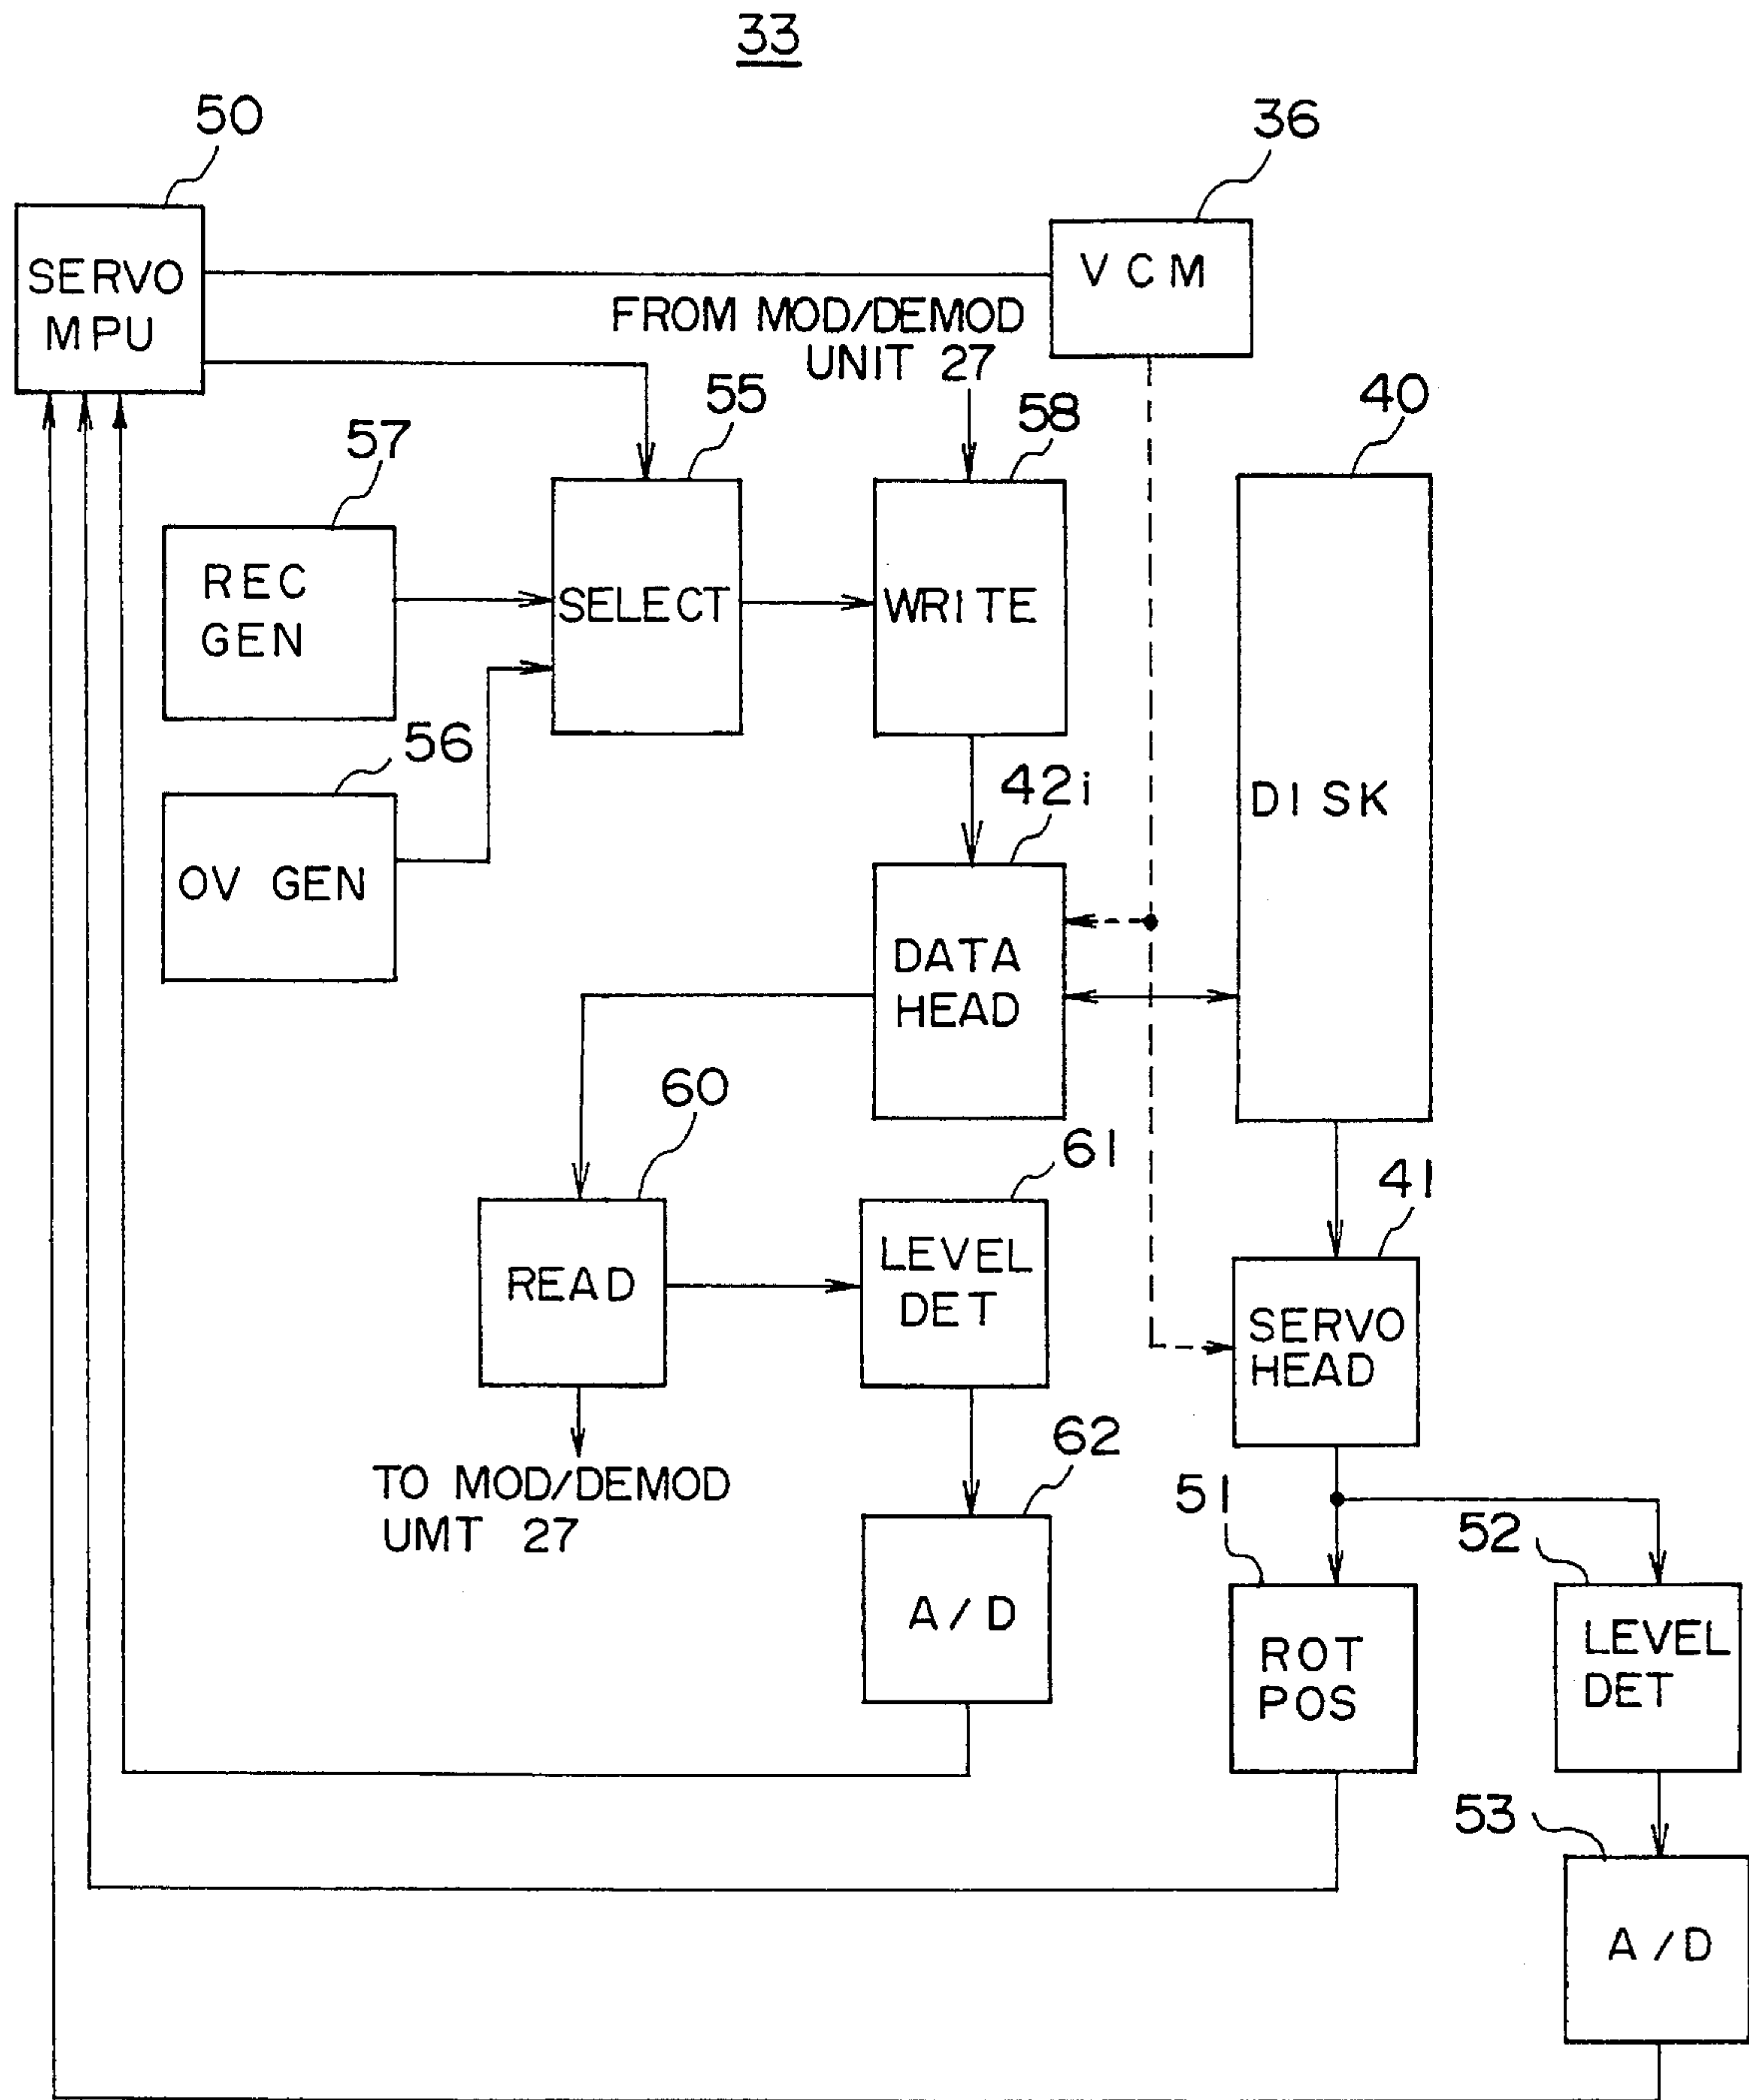 33
50
36
SERVO
MPU
VCM
FROM MOD/DEMOD
UNIT 27
57
55
58
40
REC
GEN
SELECT
WRITE
56
42i
DISK
OV GEN
DATA
HEAD
60
61
41
READ
LEVEL
DET
SERVO
HEAD
TO MOD/DEMOD
UMT 27
62
51
52
A/D
ROT
POS
LEVEL
DET
53
A/D